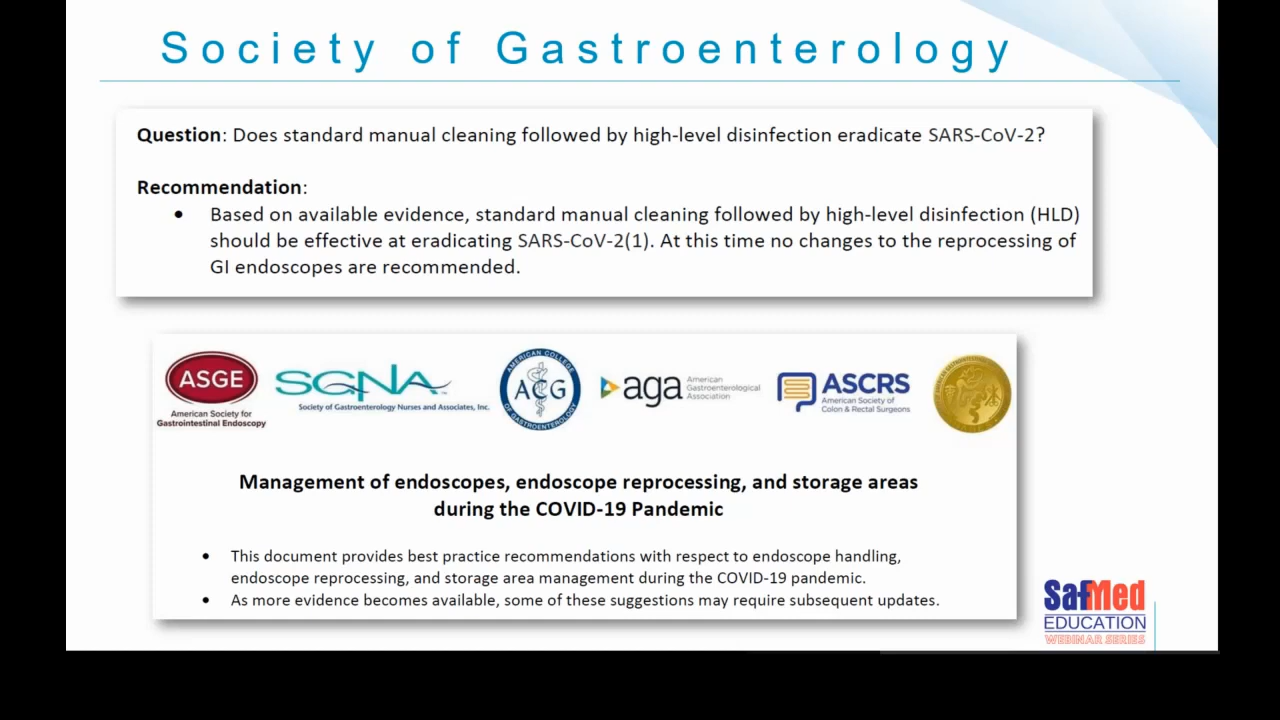 Society of Gastroenterology
Question: Does standard manual cleaning followed by high-level disinfection eradicate SARS-CoV-2?
Recommendation:
• Based on available evidence, standard manual cleaning followed by high-level disinfection (HLD)
should be effective at eradicating SARS-CoV-2(1). At this time no changes to the reprocessing of
GI endoscopes are recommended.
ASGE
American Society for
Gastrointestinal Endoscopy
SGNA
Society of Gastroenterology Nurses and Associates, Inc.
AMERICAN COLLEGE
ACG
OF GASTROENTEROLOGY
aga
American
Gastroenterological
Association
ASCRS
American Society of
Colon & Rectal Surgeons
Management of endoscopes, endoscope reprocessing, and storage areas
during the COVID-19 Pandemic
• This document provides best practice recommendations with respect to endoscope handling,
endoscope reprocessing, and storage area management during the COVID-19 pandemic.
• As more evidence becomes available, some of these suggestions may require subsequent updates.
SafMed
EDUCATION
WEBINAR SERIES